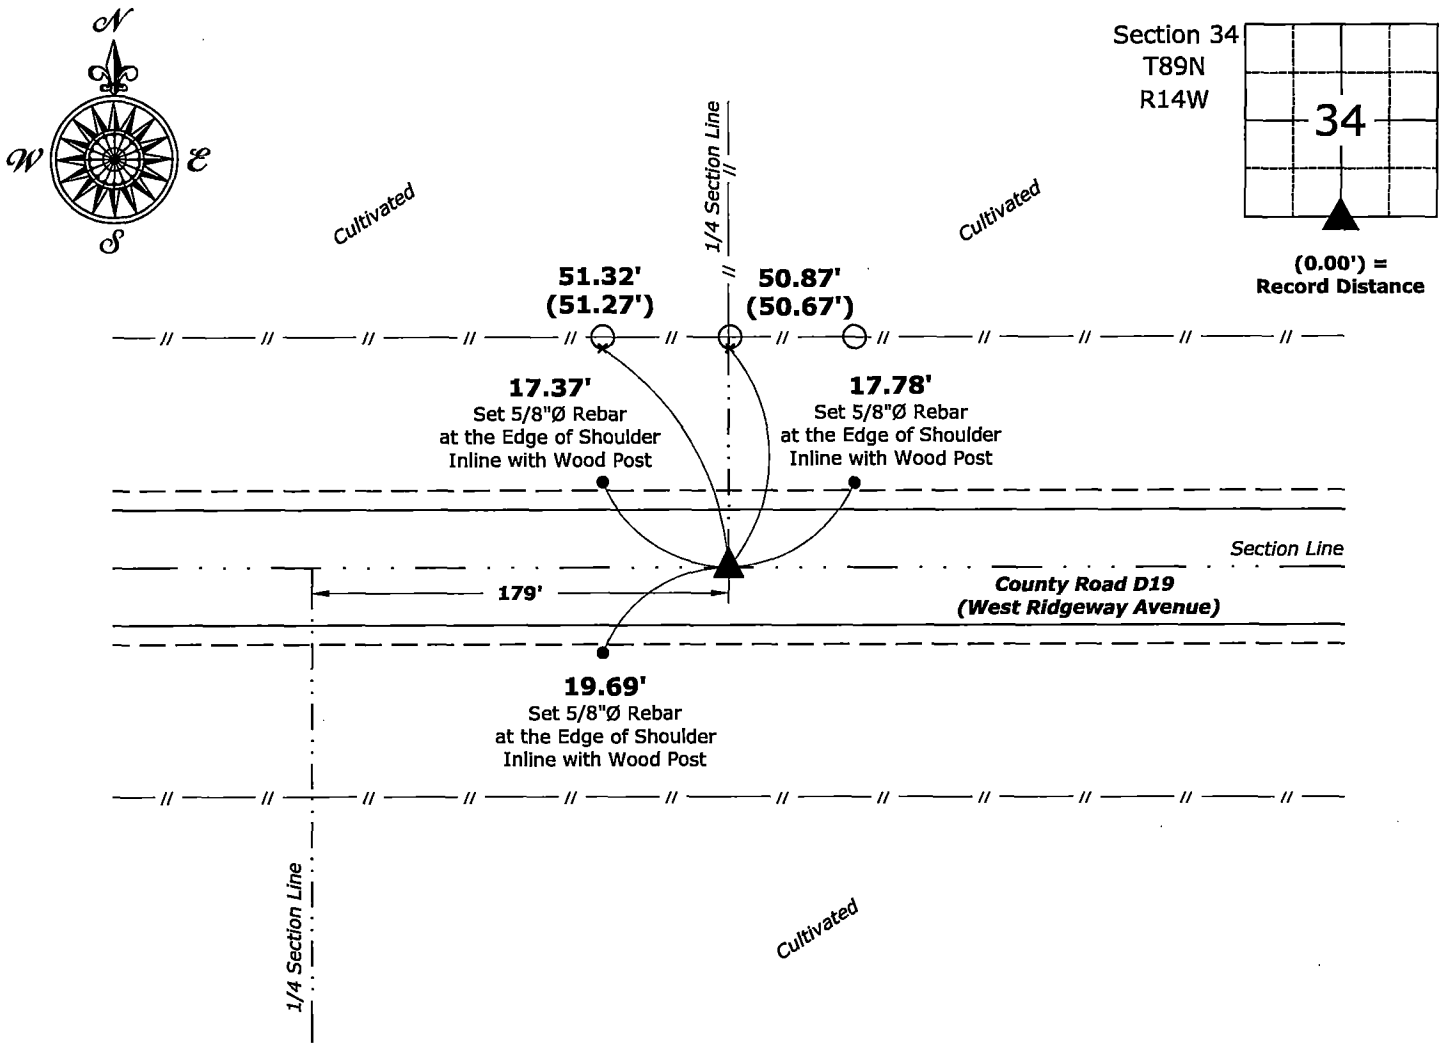 N
W
E
S
Section 34
T89N
R14W
34
(0.00') =
Record Distance
Cultivated
1/4 Section Line
Cultivated
51.32'
(51.27')
50.87'
(50.67')
17.37'
Set 5/8"Ø Rebar
at the Edge of Shoulder
Inline with Wood Post
17.78'
Set 5/8"Ø Rebar
at the Edge of Shoulder
Inline with Wood Post
Section Line
County Road D19
(West Ridgeway Avenue)
179'
19.69'
Set 5/8"Ø Rebar
at the Edge of Shoulder
Inline with Wood Post
1/4 Section Line
Cultivated